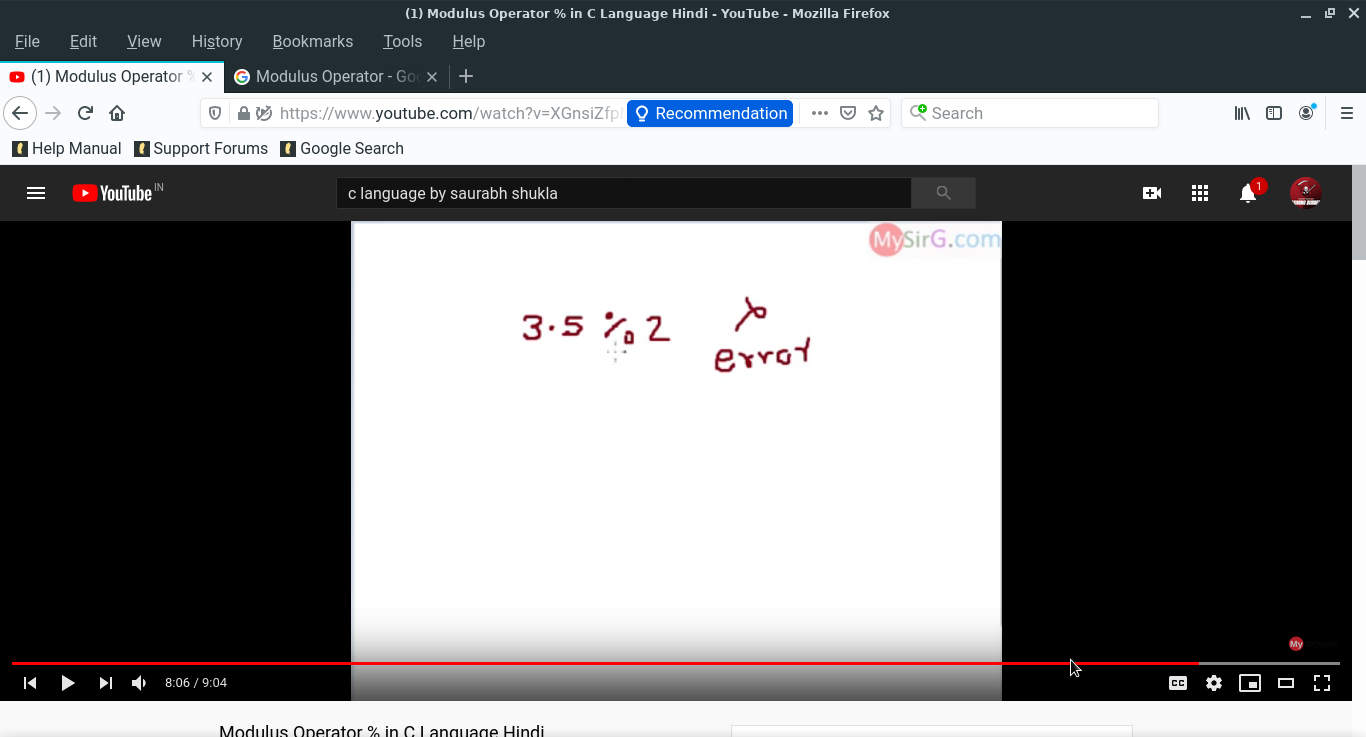 (1) Modulus Operator % in C Language Hindi - YouTube - Mozilla Firefox
File Edit View History Bookmarks Tools Help
(1) Modulus Operator % Modulus Operator - Goo
https://www.youtube.com/watch?v=XGnsiZfp Recommendation Search
Help Manual Support Forums Google Search
YouTube IN c language by saurabh shukla 1
MySirG.com
3.5 % 2
error
My
8:06 / 9:04 CC
Modulus Operator % in C Language Hindi